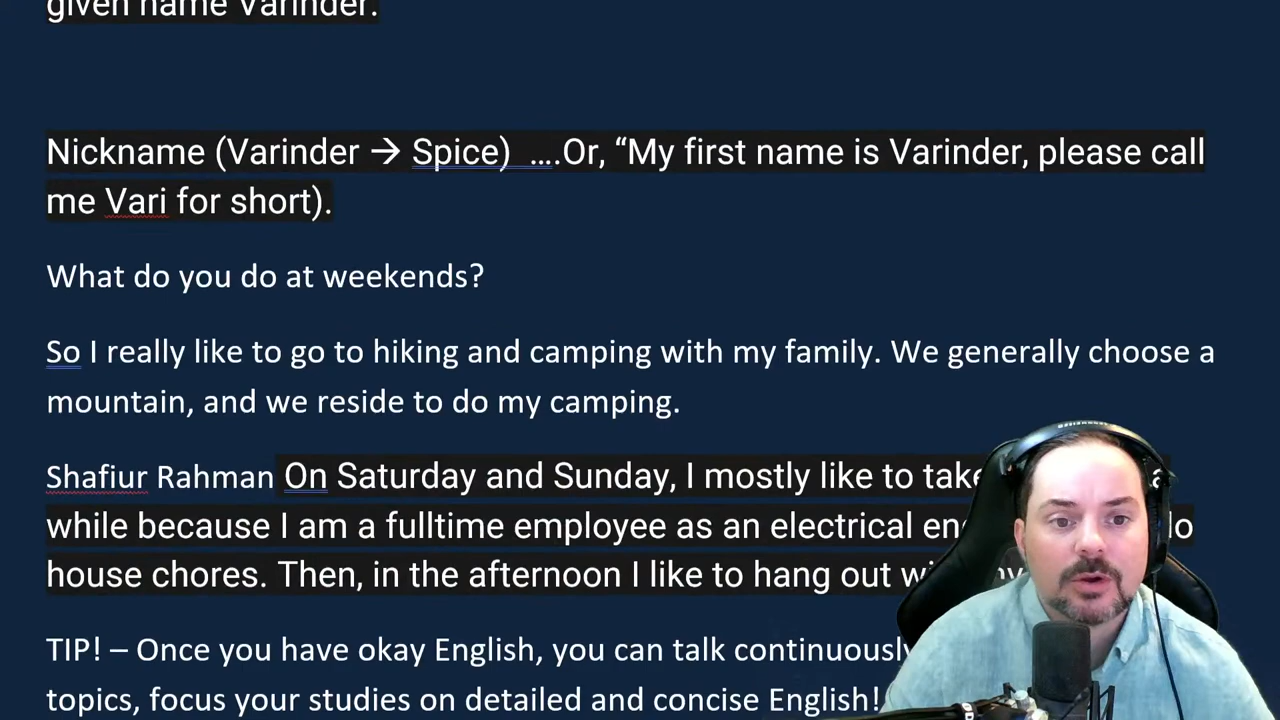 given name Varinder.
Nickname (Varinder → Spice) ….Or, “My first name is Varinder, please call
me Vari for short).
What do you do at weekends?
So I really like to go to hiking and camping with my family. We generally choose a
mountain, and we reside to do my camping.
Shafiur Rahman On Saturday and Sunday, I mostly like to take
while because I am a fulltime employee as an electrical
house chores. Then, in the afternoon I like to hang out
TIP! – Once you have okay English, you can talk continuously
topics, focus your studies on detailed and concise English!